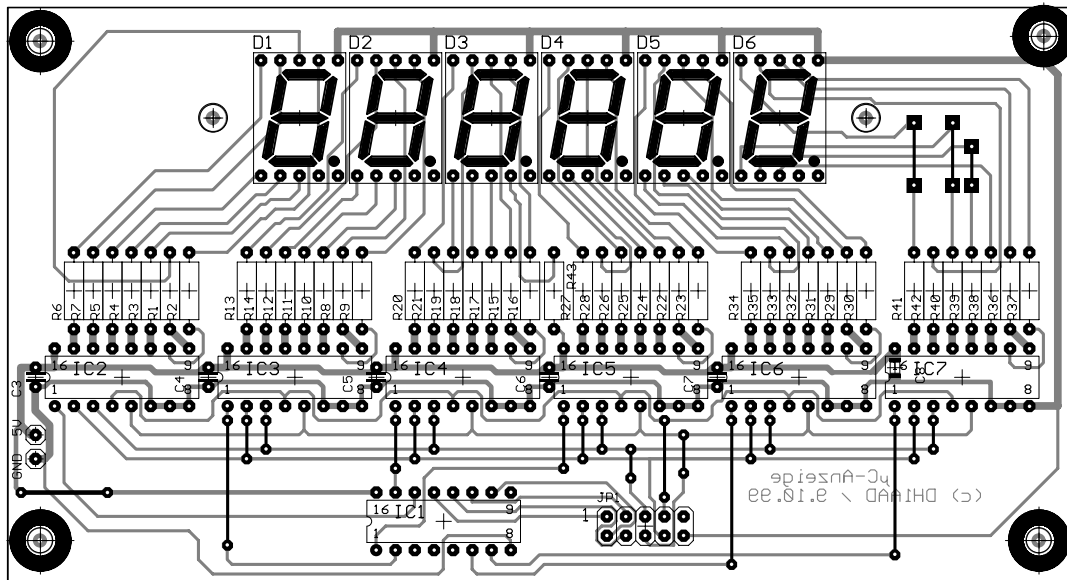 D1 D2 D3 D4 D5 D6
R6 R7 R5 R4 R3 R1 R2 R13 R14 R12 R11 R10 R8 R9 R20 R21 R19 R18 R17 R15 R16 R27 R43 R28 R26 R25 R24 R22 R23 R34 R35 R33 R32 R31 R29 R30 R41 R42 R40 R39 R38 R36 R37
16 IC2 9 16 IC3 9 16 IC4 9 16 IC5 9 16 IC6 9 16 IC7 9
C3 C4 C5 C6 C7 C8
1 8 1 8 1 8 1 8 1 8 1 8
5V
GND
µC-Anzeige
(c) DH1AAD / 9.10.99
JP1
16 IC1 9
1
1 8